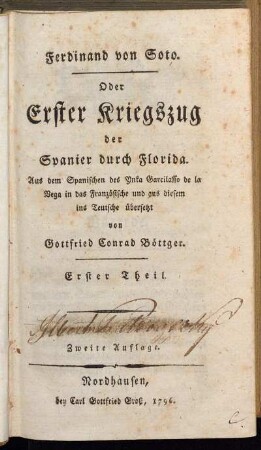 Ferdinand von Soto.
Oder
Erster Kriegszug
der
Spanier durch Florida.
Aus dem Spanischen des Ynka Garcilasso de la
Vega in das Französische und aus diesem
ins Teutsche übersetzt
von
Gottfried Conrad Böttger.
Erster Theil.
Zweite Auflage.
Nordhausen,
bey Carl Gottfried Groß, 1796.